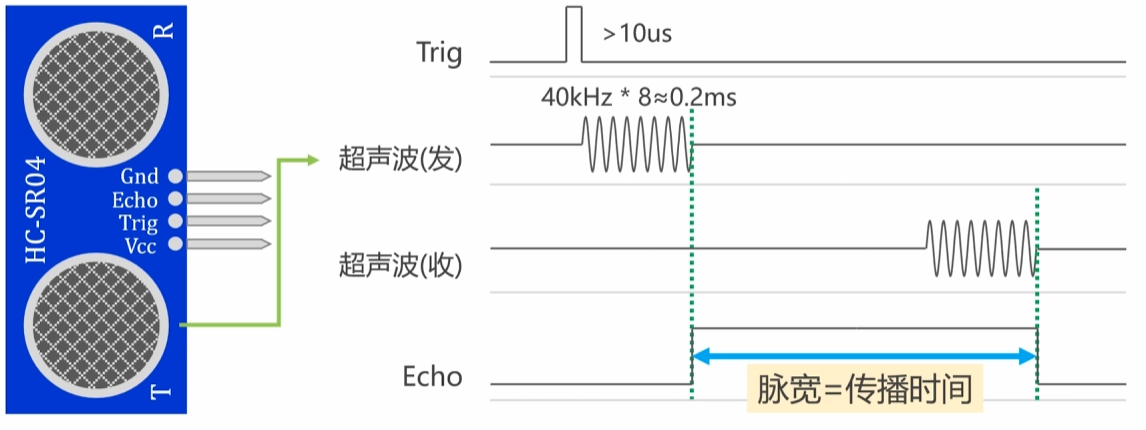 HC-SR04
R
Gnd
Echo
Trig
Vcc
T
Trig
>10us
40kHz * 8≈0.2ms
超声波(发)
超声波(收)
Echo
脉宽=传播时间